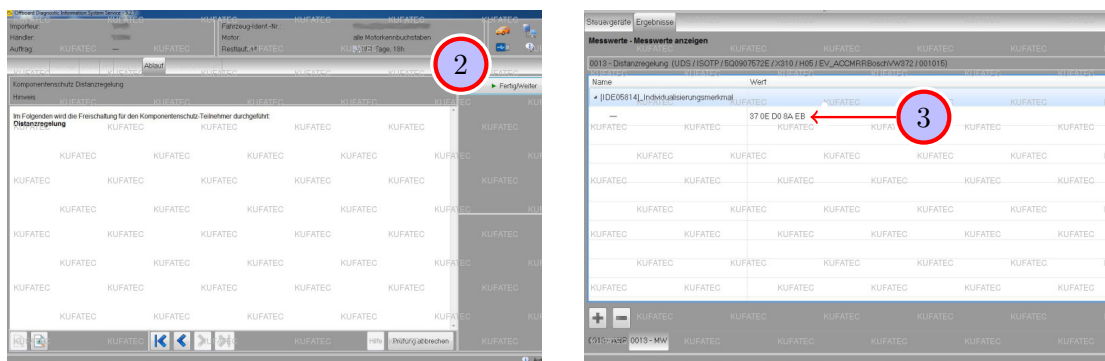 Offboard Diagnostic Information System Service
Importeur:
Händler:
Auftrag: —
Fahrzeug-Ident.-Nr.:
Motor: alle Motorkennbuchstaben
Ablauf
2
Komponentenschutz Distanzregelung
Hinweis
Fertig/Weiter
Im Folgenden wird die Freischaltung für den Komponentenschutz-Teilnehmer durchgeführt:
Distanzregelung
Hilfe
Prüfung abbrechen
Steuergeräte Ergebnisse
Messwerte - Messwerte anzeigen
0013 - Distanzregelung (UDS / ISOTP / 5Q0907572E / X310 / H05 / EV_ACCMRRBoschVW372 / 001015)
Name Wert
[IDE05814]_Individualisierungsmerkmal
— 37 0E D0 8A EB
3
0013 - MW
KUFATEC